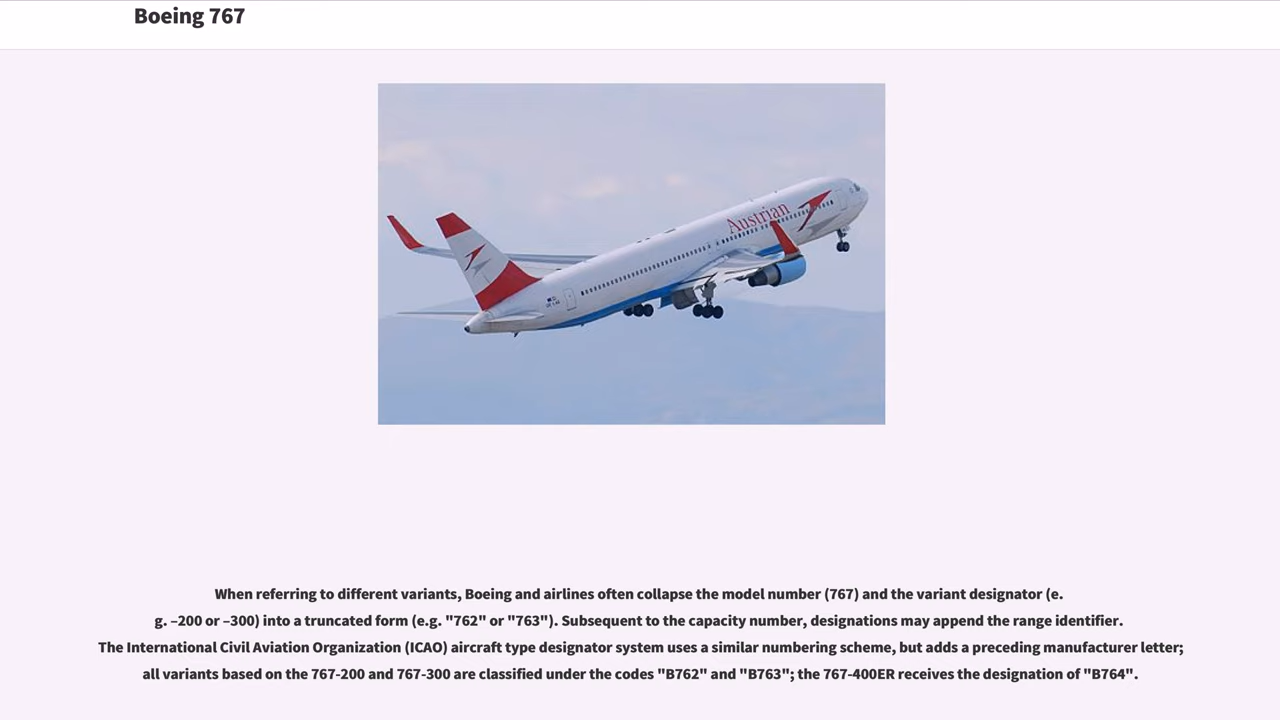 Boeing 767
Austrian
When referring to different variants, Boeing and airlines often collapse the model number (767) and the variant designator (e.
g. –200 or –300) into a truncated form (e.g. "762" or "763"). Subsequent to the capacity number, designations may append the range identifier.
The International Civil Aviation Organization (ICAO) aircraft type designator system uses a similar numbering scheme, but adds a preceding manufacturer letter;
all variants based on the 767-200 and 767-300 are classified under the codes "B762" and "B763"; the 767-400ER receives the designation of "B764".